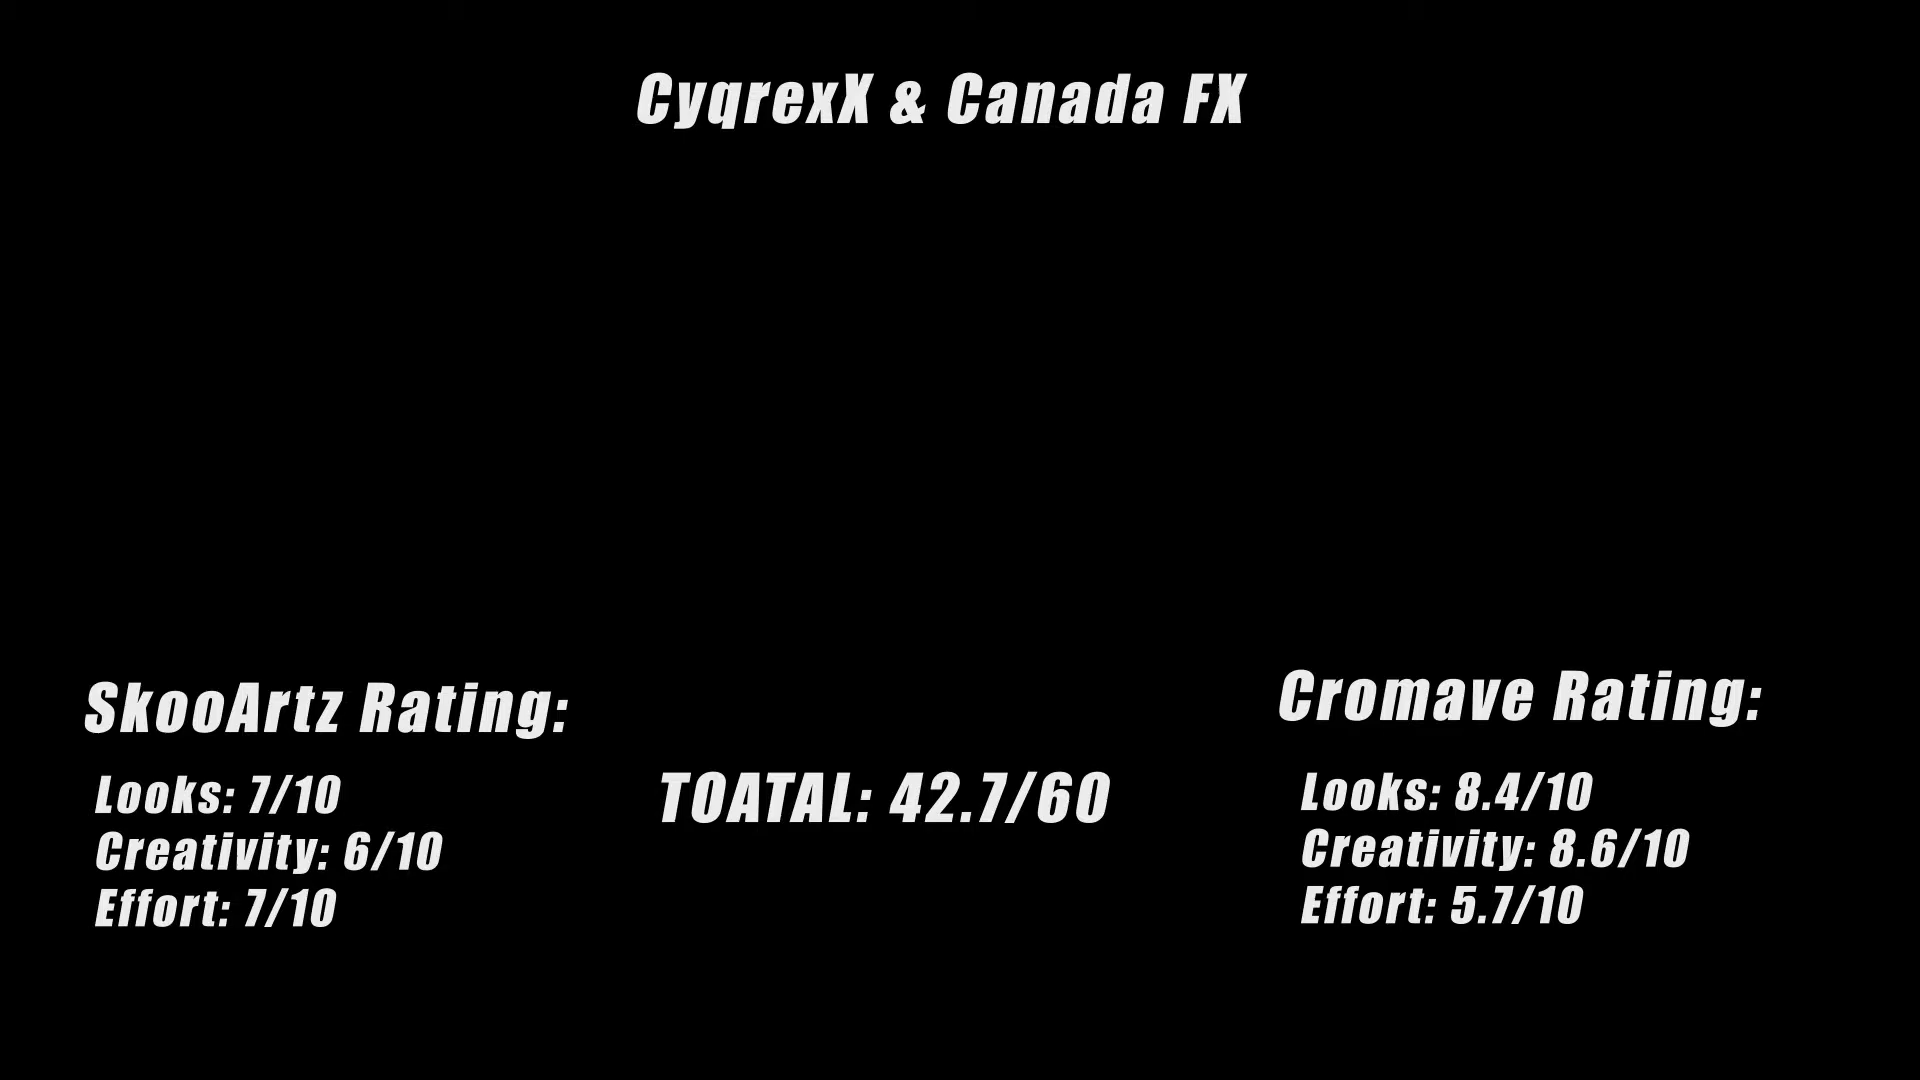 CyqrexX & Canada FX
SkooArtz Rating:
Looks: 7/10
Creativity: 6/10
Effort: 7/10
TOATAL: 42.7/60
Cromave Rating:
Looks: 8.4/10
Creativity: 8.6/10
Effort: 5.7/10